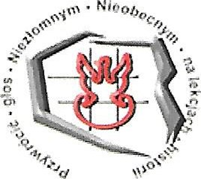 Przywrócić · głos · Niezłomnym · Nieobecnym · na lekcjach · historii